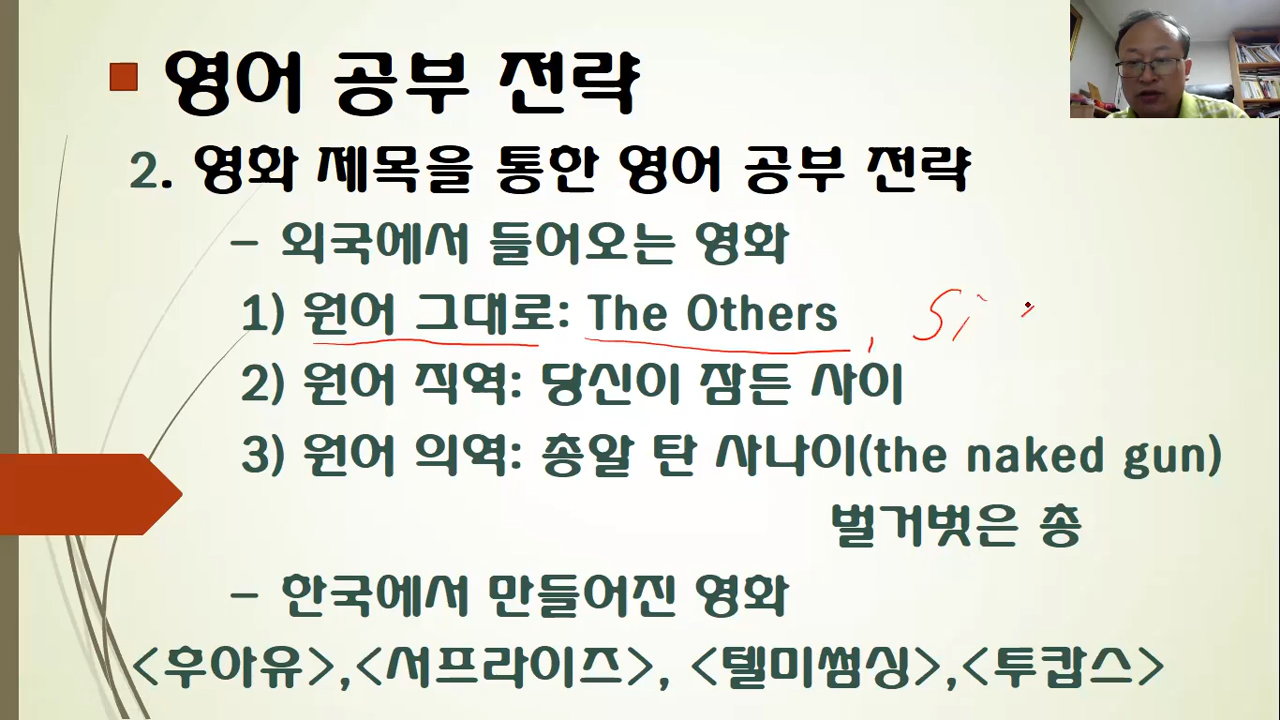 영어 공부 전략
2. 영화 제목을 통한 영어 공부 전략
– 외국에서 들어오는 영화
1) 원어 그대로: The Others, Si
2) 원어 직역: 당신이 잠든 사이
3) 원어 의역: 총알 탄 사나이(the naked gun)
벌거벗은 총
– 한국에서 만들어진 영화
<후아유>,<서프라이즈>, <텔미썸싱>,<투캅스>